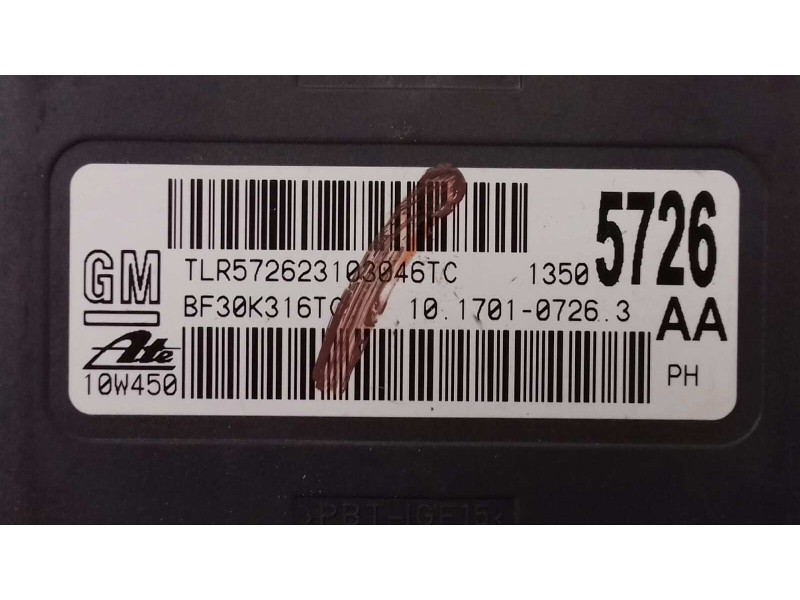 GM
TLR572623103046TC 1350 5726
BF30K316TC 10.1701-0726.3 AA
Ate
10W450 PH
>PBT-IGF15<